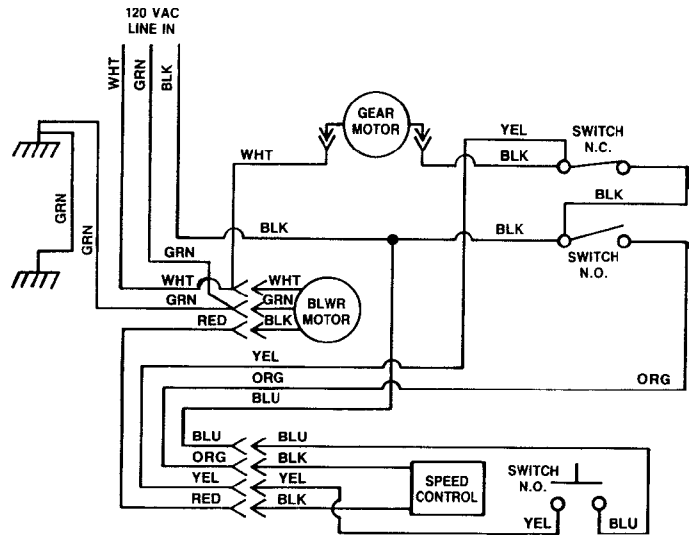 120 VAC
LINE IN
WHT
GRN
BLK
GEAR
MOTOR
YEL
SWITCH
N.C.
WHT
BLK
BLK
GRN
GRN
BLK
BLK
SWITCH
N.O.
GRN
WHT
WHT
GRN
GRN
BLWR
MOTOR
RED
BLK
YEL
ORG
ORG
BLU
BLU
BLU
ORG
BLK
YEL
YEL
RED
BLK
SPEED
CONTROL
SWITCH
N.O.
YEL
BLU